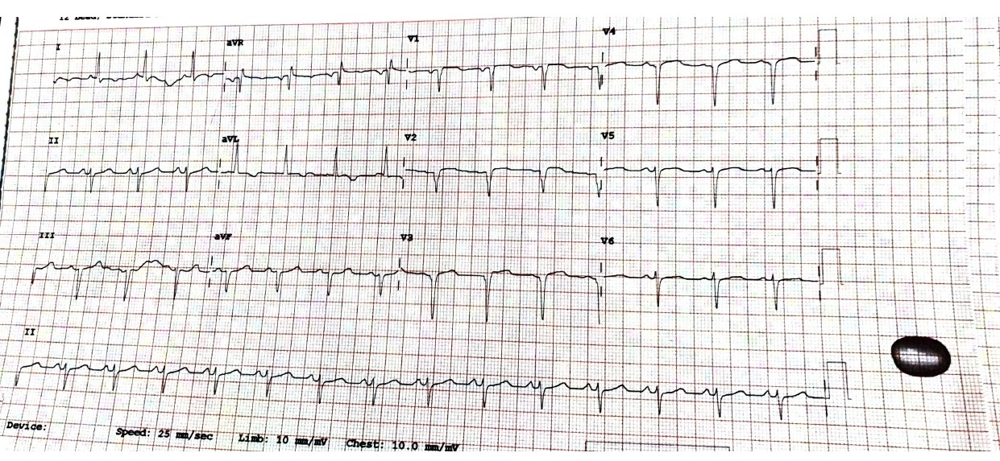 I aVR V1 V4
II aVL V2 V5
III aVF V3 V6
II
Device: Speed: 25 mm/sec Limb: 10 mm/mV Chest: 10.0 mm/mV